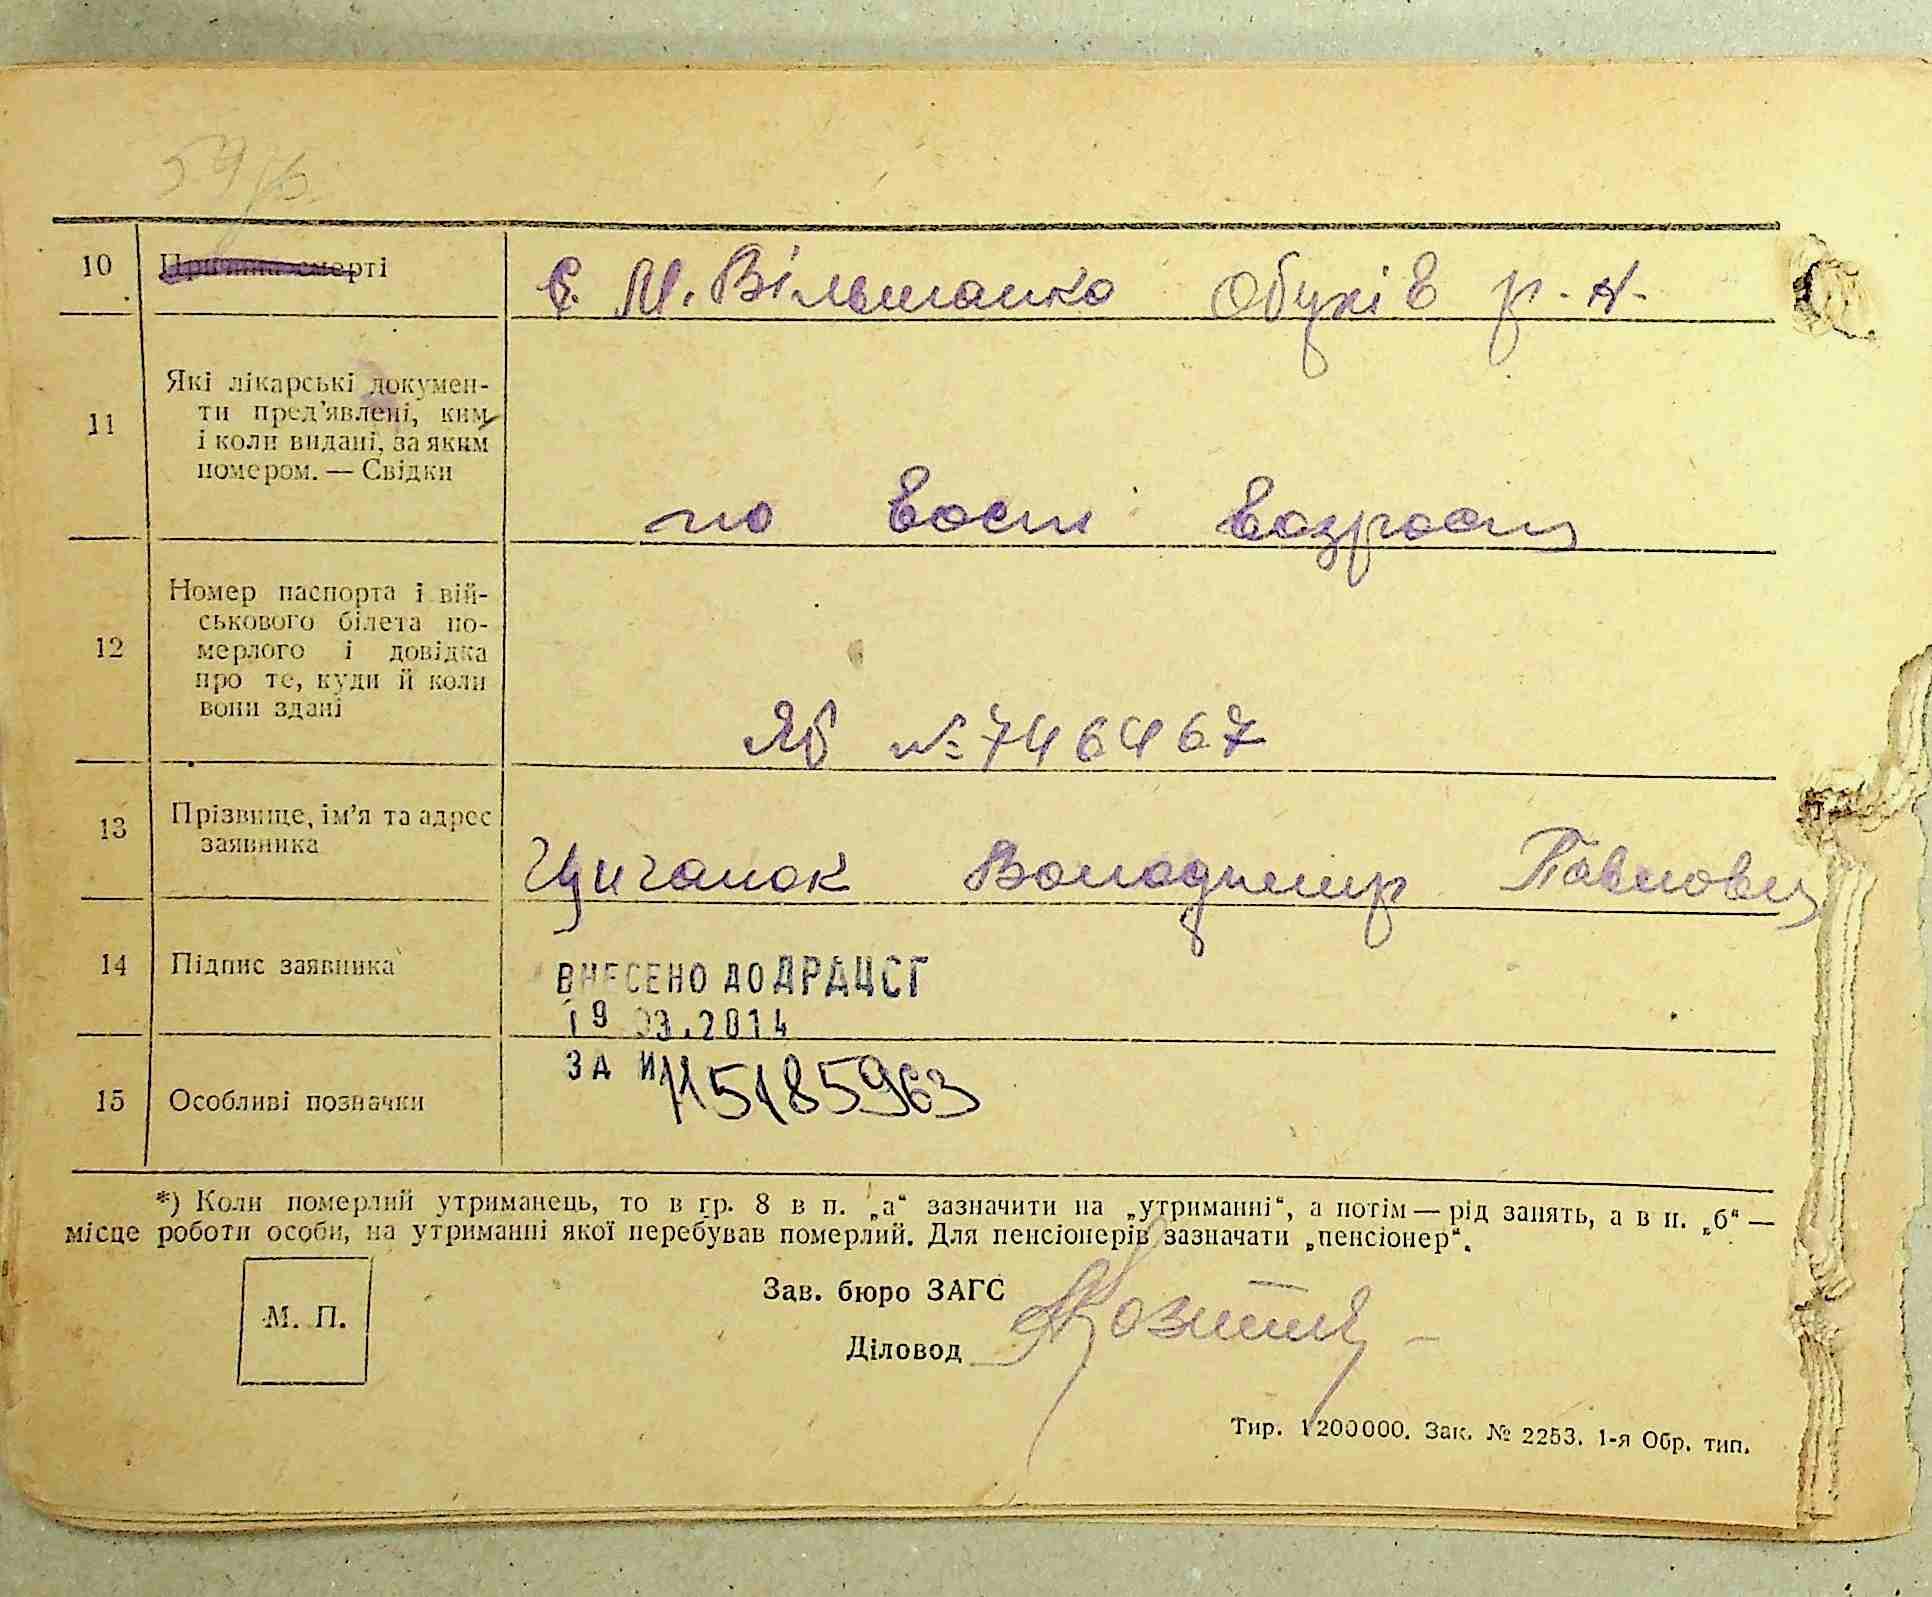 10 Причина смерті с. М. Вільшанка Обухів р-н-
11 Які лікарські докумен-
ти пред'явлені, ким
і коли видані, за яким
номером. — Свідки
по возрасту
12 Номер паспорта і вій-
ськового білета по-
мерлого і довідка
про те, куди й коли
вони здані
ЯБ № 746467
13 Прізвище, ім'я та адрес
заявника
Циганок Володимир Павлович
14 Підпис заявника
ВНЕСЕНО ДО ДРАЦСГ
19 03.2014
ЗА №
115185963
15 Особливі позначки
*) Коли померлий утриманець, то в гр. 8 в п. „а“ зазначити на „утриманні“, а потім — рід занять, а в п. „б“ —
місце роботи особи, на утриманні якої перебував померлий. Для пенсіонерів зазначати „пенсіонер“.
М. П.
Зав. бюро ЗАГС
Діловод
Тир. 1200000. Зак. № 2253. 1-я Обр. тип.